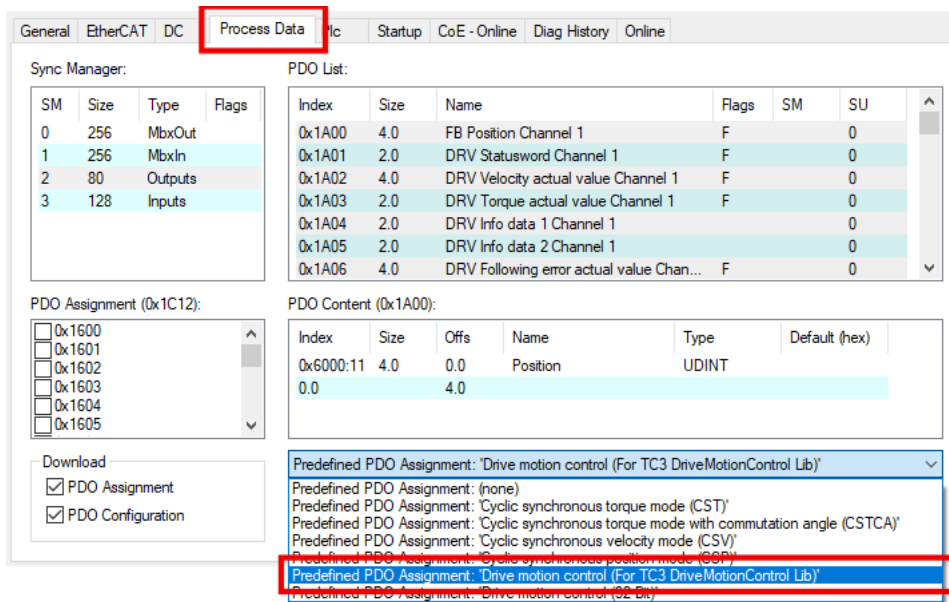 General EtherCAT DC Process Data Plc Startup CoE - Online Diag History Online
Sync Manager:
SM Size Type Flags
0 256 MbxOut
1 256 MbxIn
2 80 Outputs
3 128 Inputs
PDO List:
Index Size Name Flags SM SU
0x1A00 4.0 FB Position Channel 1 F 0
0x1A01 2.0 DRV Statusword Channel 1 F 0
0x1A02 4.0 DRV Velocity actual value Channel 1 F 0
0x1A03 2.0 DRV Torque actual value Channel 1 F 0
0x1A04 2.0 DRV Info data 1 Channel 1 0
0x1A05 2.0 DRV Info data 2 Channel 1 0
0x1A06 4.0 DRV Following error actual value Chan... F 0
PDO Assignment (0x1C12):
0x1600
0x1601
0x1602
0x1603
0x1604
0x1605
PDO Content (0x1A00):
Index Size Offs Name Type Default (hex)
0x6000:11 4.0 0.0 Position UDINT
0.0 4.0
Download
PDO Assignment
PDO Configuration
Predefined PDO Assignment: 'Drive motion control (For TC3 DriveMotionControl Lib)'
Predefined PDO Assignment: (none)
Predefined PDO Assignment: 'Cyclic synchronous torque mode (CST)'
Predefined PDO Assignment: 'Cyclic synchronous torque mode with commutation angle (CSTCA)'
Predefined PDO Assignment: 'Cyclic synchronous velocity mode (CSV)'
Predefined PDO Assignment: 'Cyclic synchronous position mode (CSP)'
Predefined PDO Assignment: 'Drive motion control (For TC3 DriveMotionControl Lib)'
Predefined PDO Assignment: 'Drive motion control (32 Bit)'